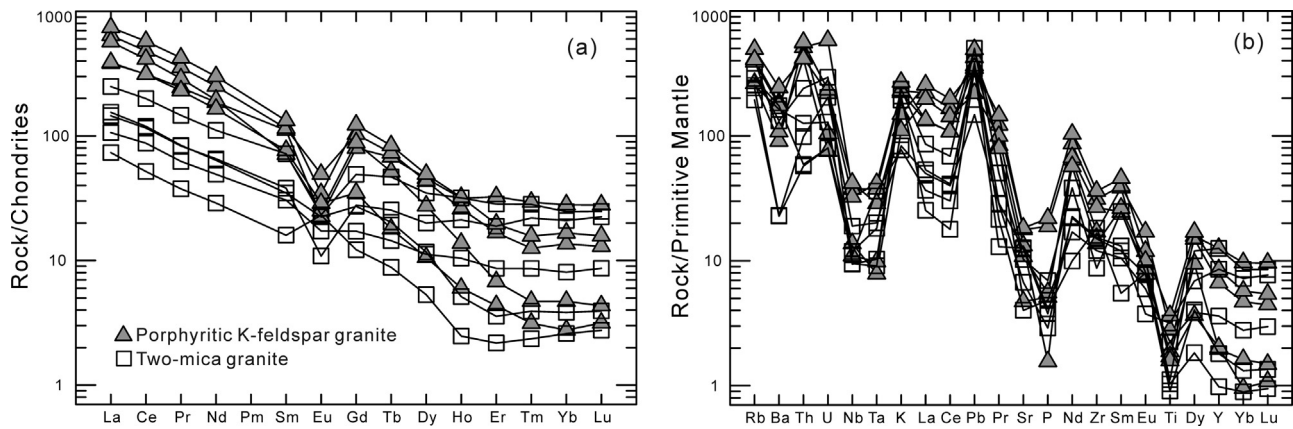 1000
100
10
1
Rock/Chondrites
(a)
Porphyritic K-feldspar granite
Two-mica granite
La Ce Pr Nd Pm Sm Eu Gd Tb Dy Ho Er Tm Yb Lu
1000
100
10
1
Rock/Primitive Mantle
(b)
Rb Ba Th U Nb Ta K La Ce Pb Pr Sr P Nd Zr Sm Eu Ti Dy Y Yb Lu